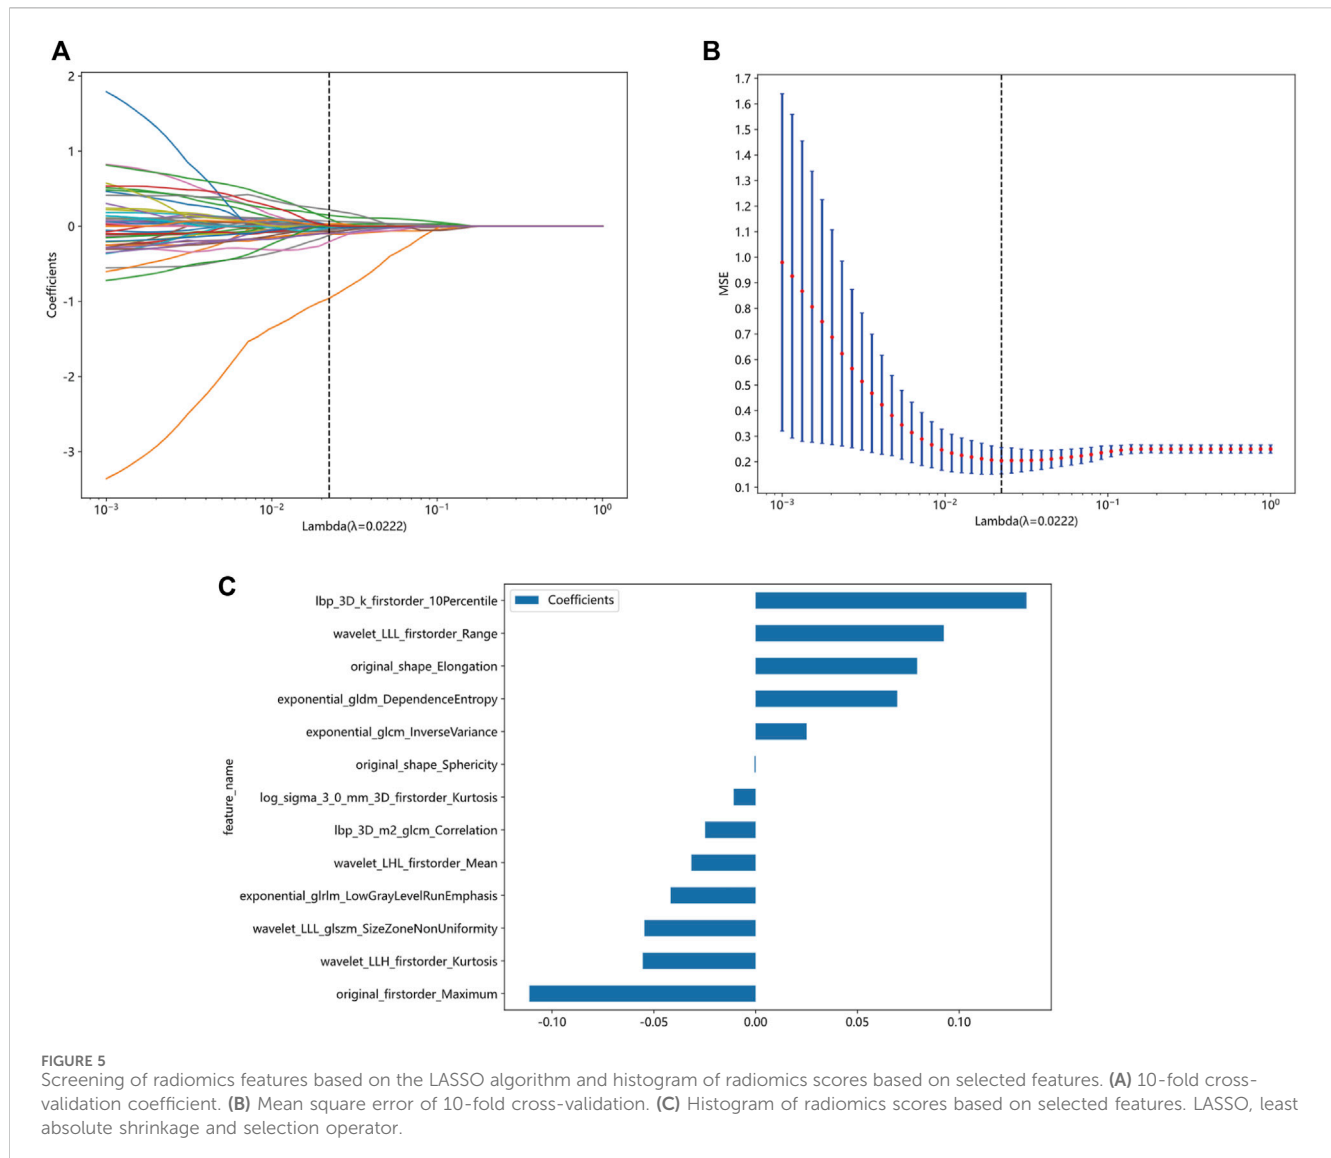 A
2
1
0
-1
-2
-3
Coefficients
10⁻³
10⁻²
10⁻¹
10⁰
Lambda(λ=0.0222)
B
1.7
1.6
1.5
1.4
1.3
1.2
1.1
1.0
0.9
0.8
0.7
0.6
0.5
0.4
0.3
0.2
0.1
MSE
10⁻³
10⁻²
10⁻¹
10⁰
Lambda(λ=0.0222)
C
Coefficients
feature_name
lbp_3D_k_firstorder_10Percentile
wavelet_LLL_firstorder_Range
original_shape_Elongation
exponential_gldm_DependenceEntropy
exponential_glcm_InverseVariance
original_shape_Sphericity
log_sigma_3_0_mm_3D_firstorder_Kurtosis
lbp_3D_m2_glcm_Correlation
wavelet_LHL_firstorder_Mean
exponential_glrlm_LowGrayLevelRunEmphasis
wavelet_LLL_glszm_SizeZoneNonUniformity
wavelet_LLH_firstorder_Kurtosis
original_firstorder_Maximum
-0.10
-0.05
0.00
0.05
0.10
FIGURE 5
Screening of radiomics features based on the LASSO algorithm and histogram of radiomics scores based on selected features. (A) 10-fold cross-
validation coefficient. (B) Mean square error of 10-fold cross-validation. (C) Histogram of radiomics scores based on selected features. LASSO, least
absolute shrinkage and selection operator.